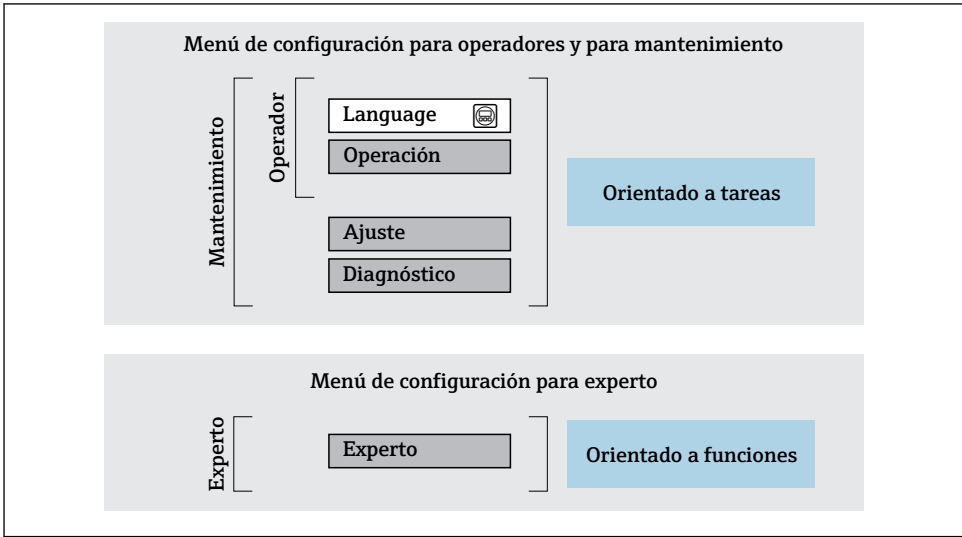 Menú de configuración para operadores y para mantenimiento
Mantenimiento
Operador
Language
Operación
Ajuste
Diagnóstico
Orientado a tareas
Menú de configuración para experto
Experto
Experto
Orientado a funciones